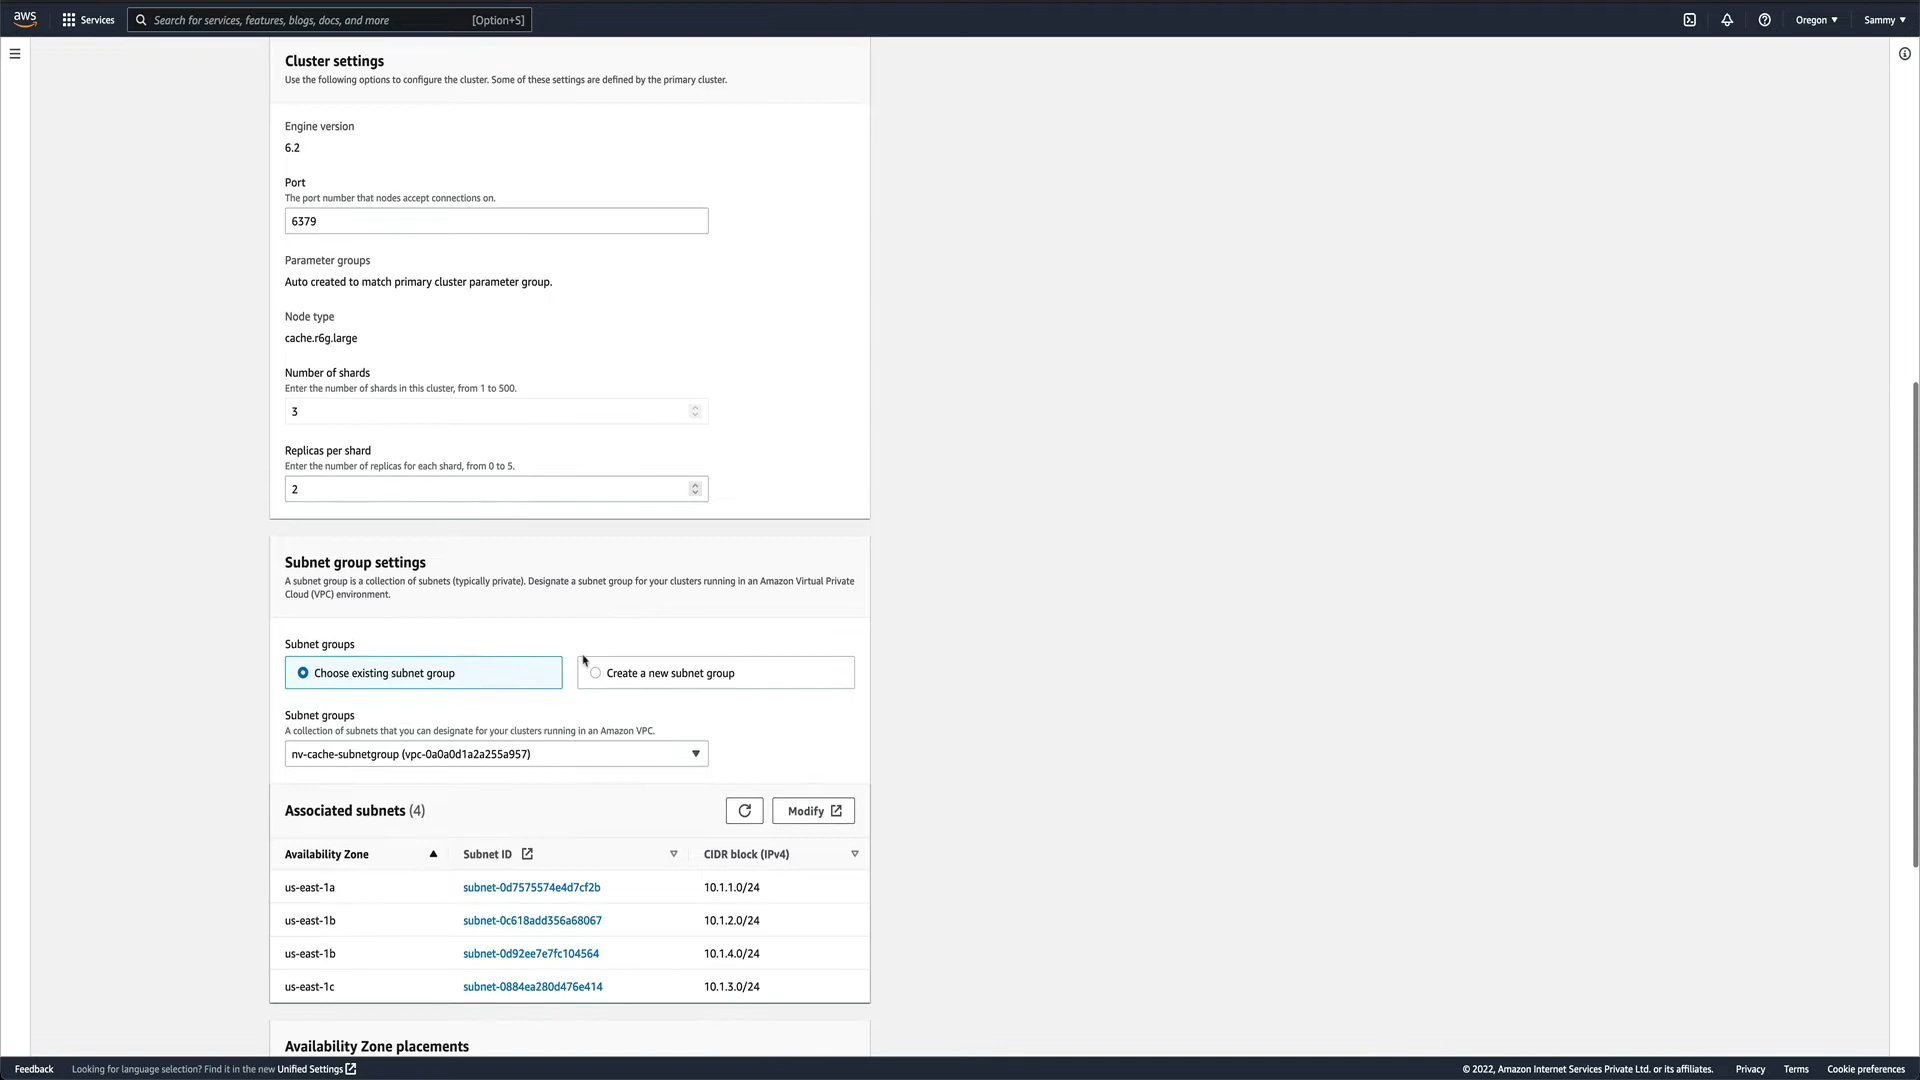 aws
Services
Search for services, features, blogs, docs, and more
[Option+S]
Oregon ▼
Sammy ▼
Cluster settings
Use the following options to configure the cluster. Some of these settings are defined by the primary cluster.
Engine version
6.2
Port
The port number that nodes accept connections on.
6379
Parameter groups
Auto created to match primary cluster parameter group.
Node type
cache.r6g.large
Number of shards
Enter the number of shards in this cluster, from 1 to 500.
3
Replicas per shard
Enter the number of replicas for each shard, from 0 to 5.
2
Subnet group settings
A subnet group is a collection of subnets (typically private). Designate a subnet group for your clusters running in an Amazon Virtual Private
Cloud (VPC) environment.
Subnet groups
Choose existing subnet group
Create a new subnet group
Subnet groups
A collection of subnets that you can designate for your clusters running in an Amazon VPC.
nv-cache-subnetgroup (vpc-0a0a0d1a2a255a957)
Associated subnets (4)
Modify
Availability Zone
Subnet ID
CIDR block (IPv4)
us-east-1a
subnet-0d7575574e4d7cf2b
10.1.1.0/24
us-east-1b
subnet-0c618add356a68067
10.1.2.0/24
us-east-1b
subnet-0d92ee7e7fc104564
10.1.4.0/24
us-east-1c
subnet-0884ea280d476e414
10.1.3.0/24
Availability Zone placements
Feedback
Looking for language selection? Find it in the new Unified Settings
© 2022, Amazon Internet Services Private Ltd. or its affiliates.
Privacy
Terms
Cookie preferences